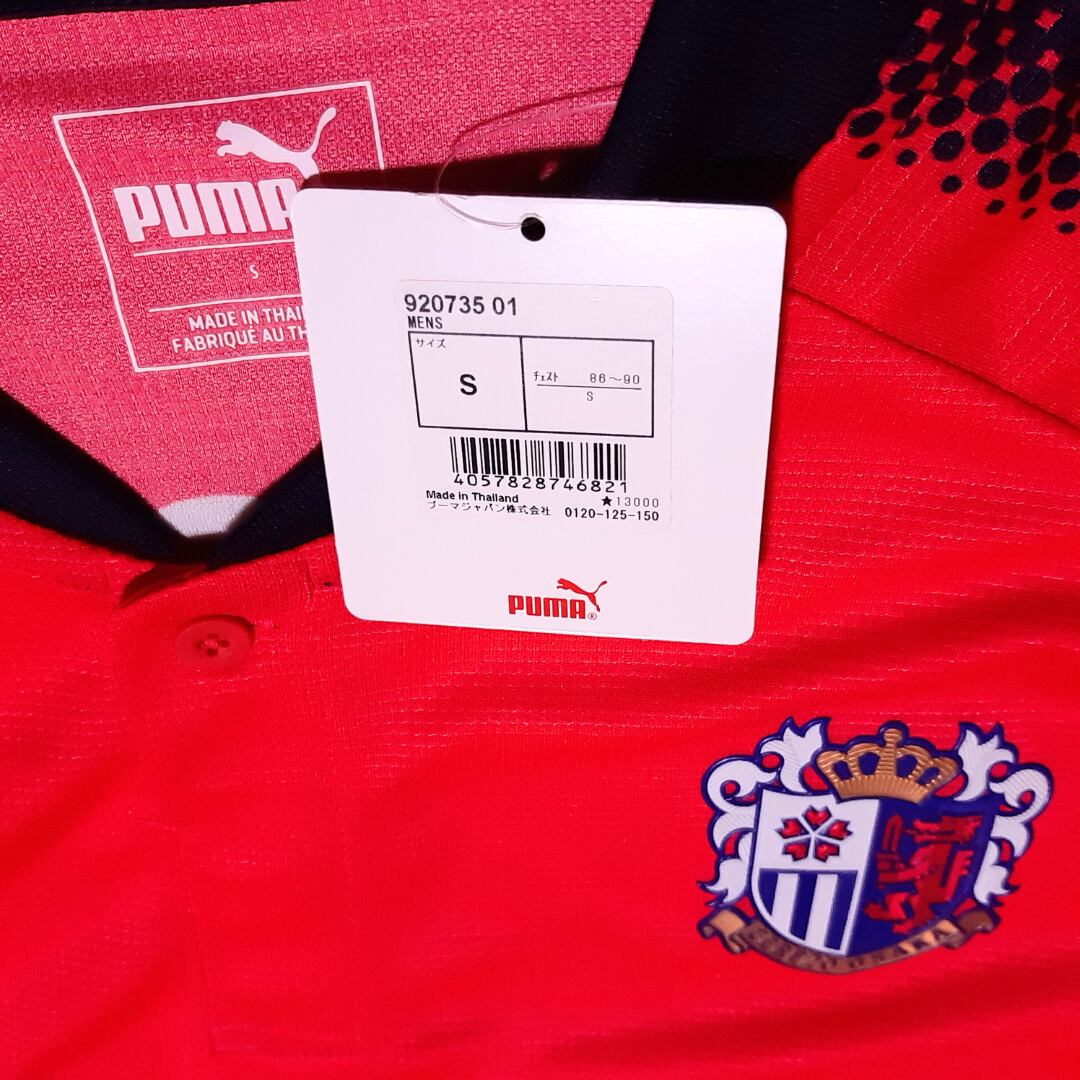 PUMA
S
MADE IN THAI
FABRIQUÉ AU TH
920735 01
MENS
サイズ
S
チェスト 86~90
S
4057828746821
Made in Thailand
★13000
プーマジャパン株式会社 0120-125-150
PUMA®
CEREZO OSAKA